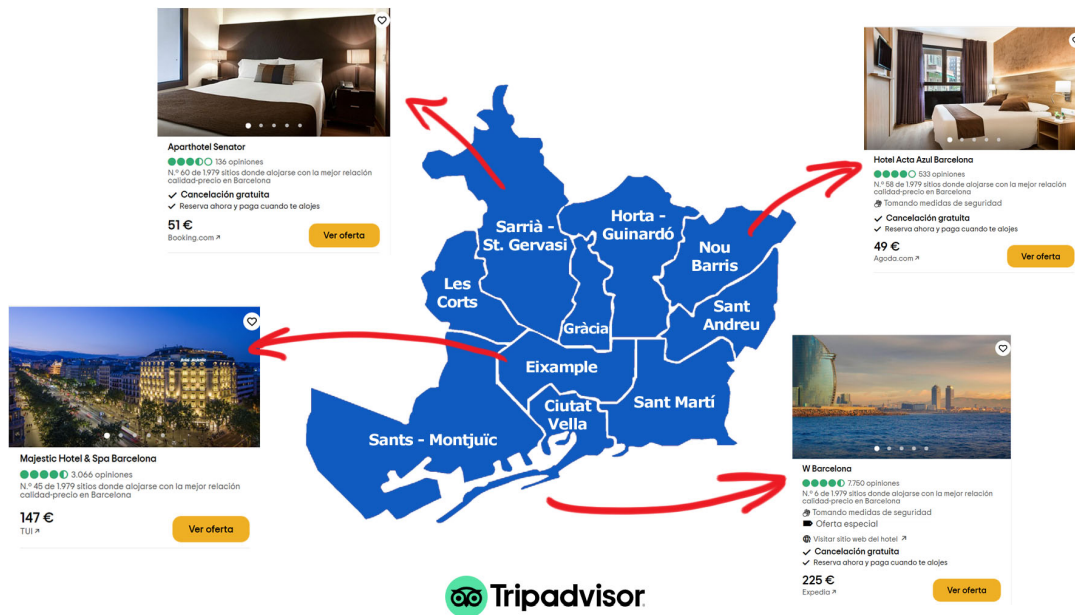 Aparthotel Senator
136 opiniones
N.º 60 de 1.979 sitios donde alojarse con la mejor relación
calidad-precio en Barcelona
Cancelación gratuita
Reserva ahora y paga cuando te alojes
51 €
Booking.com
Ver oferta
Hotel Acta Azul Barcelona
533 opiniones
N.º 58 de 1.979 sitios donde alojarse con la mejor relación
calidad-precio en Barcelona
Tomando medidas de seguridad
Cancelación gratuita
Reserva ahora y paga cuando te alojes
49 €
Agoda.com
Ver oferta
Sarrià -
St. Gervasi
Horta -
Guinardó
Nou
Barris
Les
Corts
Sant
Andreu
Gràcia
Eixample
Sant Martí
Ciutat
Vella
Sants - Montjuïc
Majestic Hotel & Spa Barcelona
3.066 opiniones
N.º 45 de 1.979 sitios donde alojarse con la mejor relación
calidad-precio en Barcelona
147 €
TUI
Ver oferta
W Barcelona
7.750 opiniones
N.º 6 de 1.979 sitios donde alojarse con la mejor relación
calidad-precio en Barcelona
Tomando medidas de seguridad
Oferta especial
Visitar sitio web del hotel
Cancelación gratuita
Reserva ahora y paga cuando te alojes
225 €
Expedia
Ver oferta
Tripadvisor